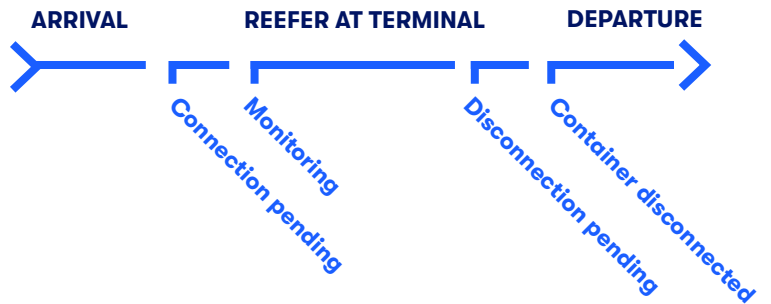 ARRIVAL
REEFER AT TERMINAL
DEPARTURE
Connection pending
Monitoring
Disconnection pending
Container disconnected